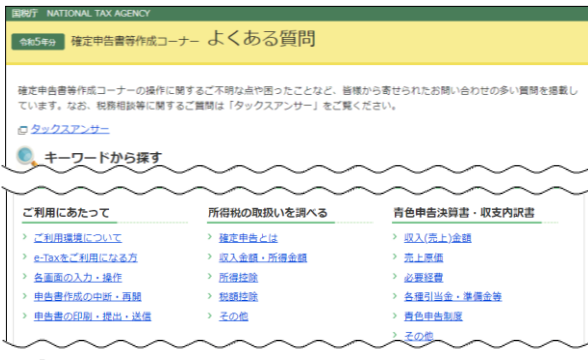 国税庁 NATIONAL TAX AGENCY
令和5年分 確定申告書等作成コーナー よくある質問
確定申告書等作成コーナーの操作に関するご不明な点や困ったことなど、皆様から寄せられたお問い合わせの多い質問を掲載し
ています。なお、税務相談等に関するご質問は「タックスアンサー」をご覧ください。
タックスアンサー
キーワードから探す
ご利用にあたって
ご利用環境について
e-Taxをご利用になる方
各画面の入力・操作
申告書作成の中断・再開
申告書の印刷・提出・送信
所得税の取扱いを調べる
確定申告とは
収入金額・所得金額
所得控除
税額控除
その他
青色申告決算書・収支内訳書
収入(売上)金額
売上原価
必要経費
各種引当金・準備金等
青色申告制度
その他